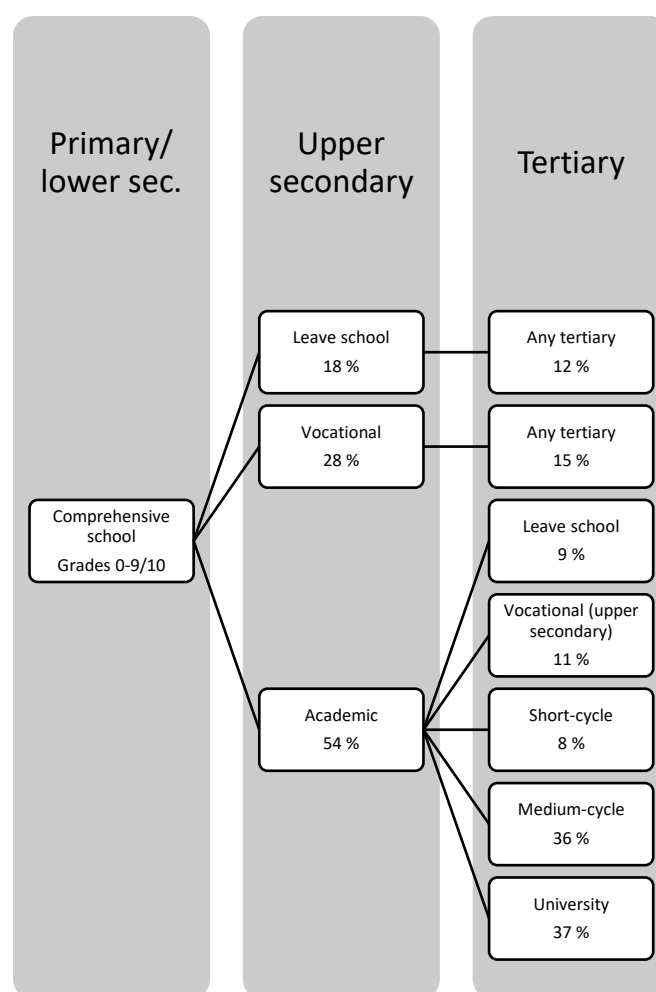 Primary/
lower sec.
Upper
secondary
Tertiary
Leave school
18 %
Any tertiary
12 %
Vocational
28 %
Any tertiary
15 %
Comprehensive
school
Grades 0-9/10
Leave school
9 %
Vocational (upper
secondary)
11 %
Academic
54 %
Short-cycle
8 %
Medium-cycle
36 %
University
37 %